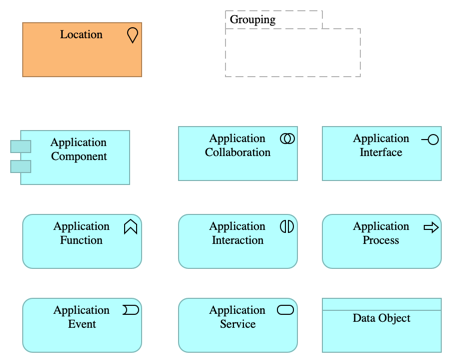 Location
Grouping
Application
Component
Application
Collaboration
Application
Interface
Application
Function
Application
Interaction
Application
Process
Application
Event
Application
Service
Data Object